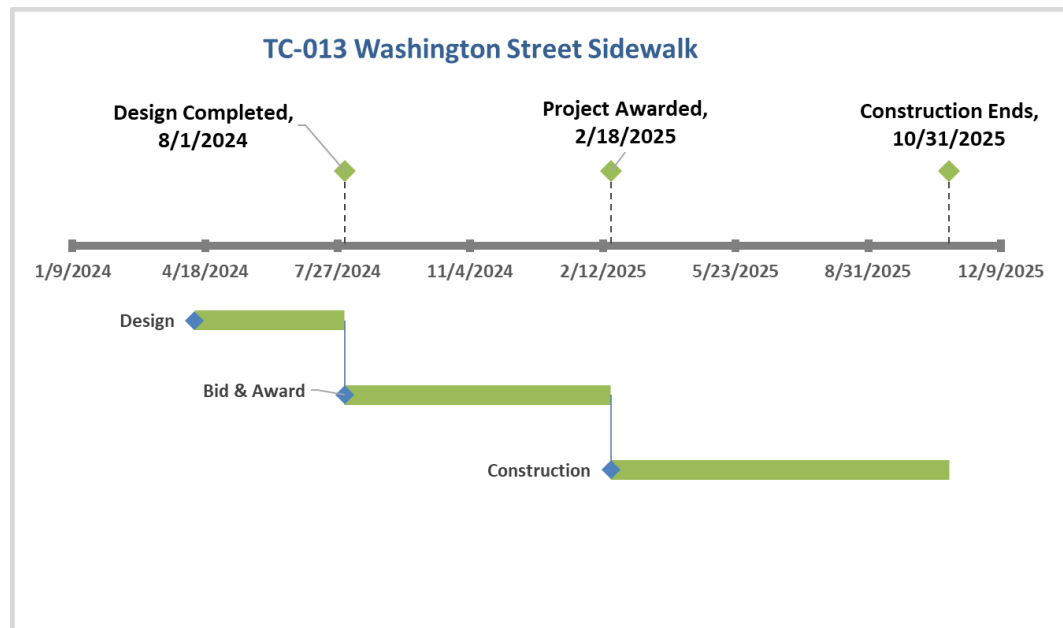 TC-013 Washington Street Sidewalk
Design Completed,
8/1/2024
Project Awarded,
2/18/2025
Construction Ends,
10/31/2025
1/9/2024 4/18/2024 7/27/2024 11/4/2024 2/12/2025 5/23/2025 8/31/2025 12/9/2025
Design
Bid & Award
Construction